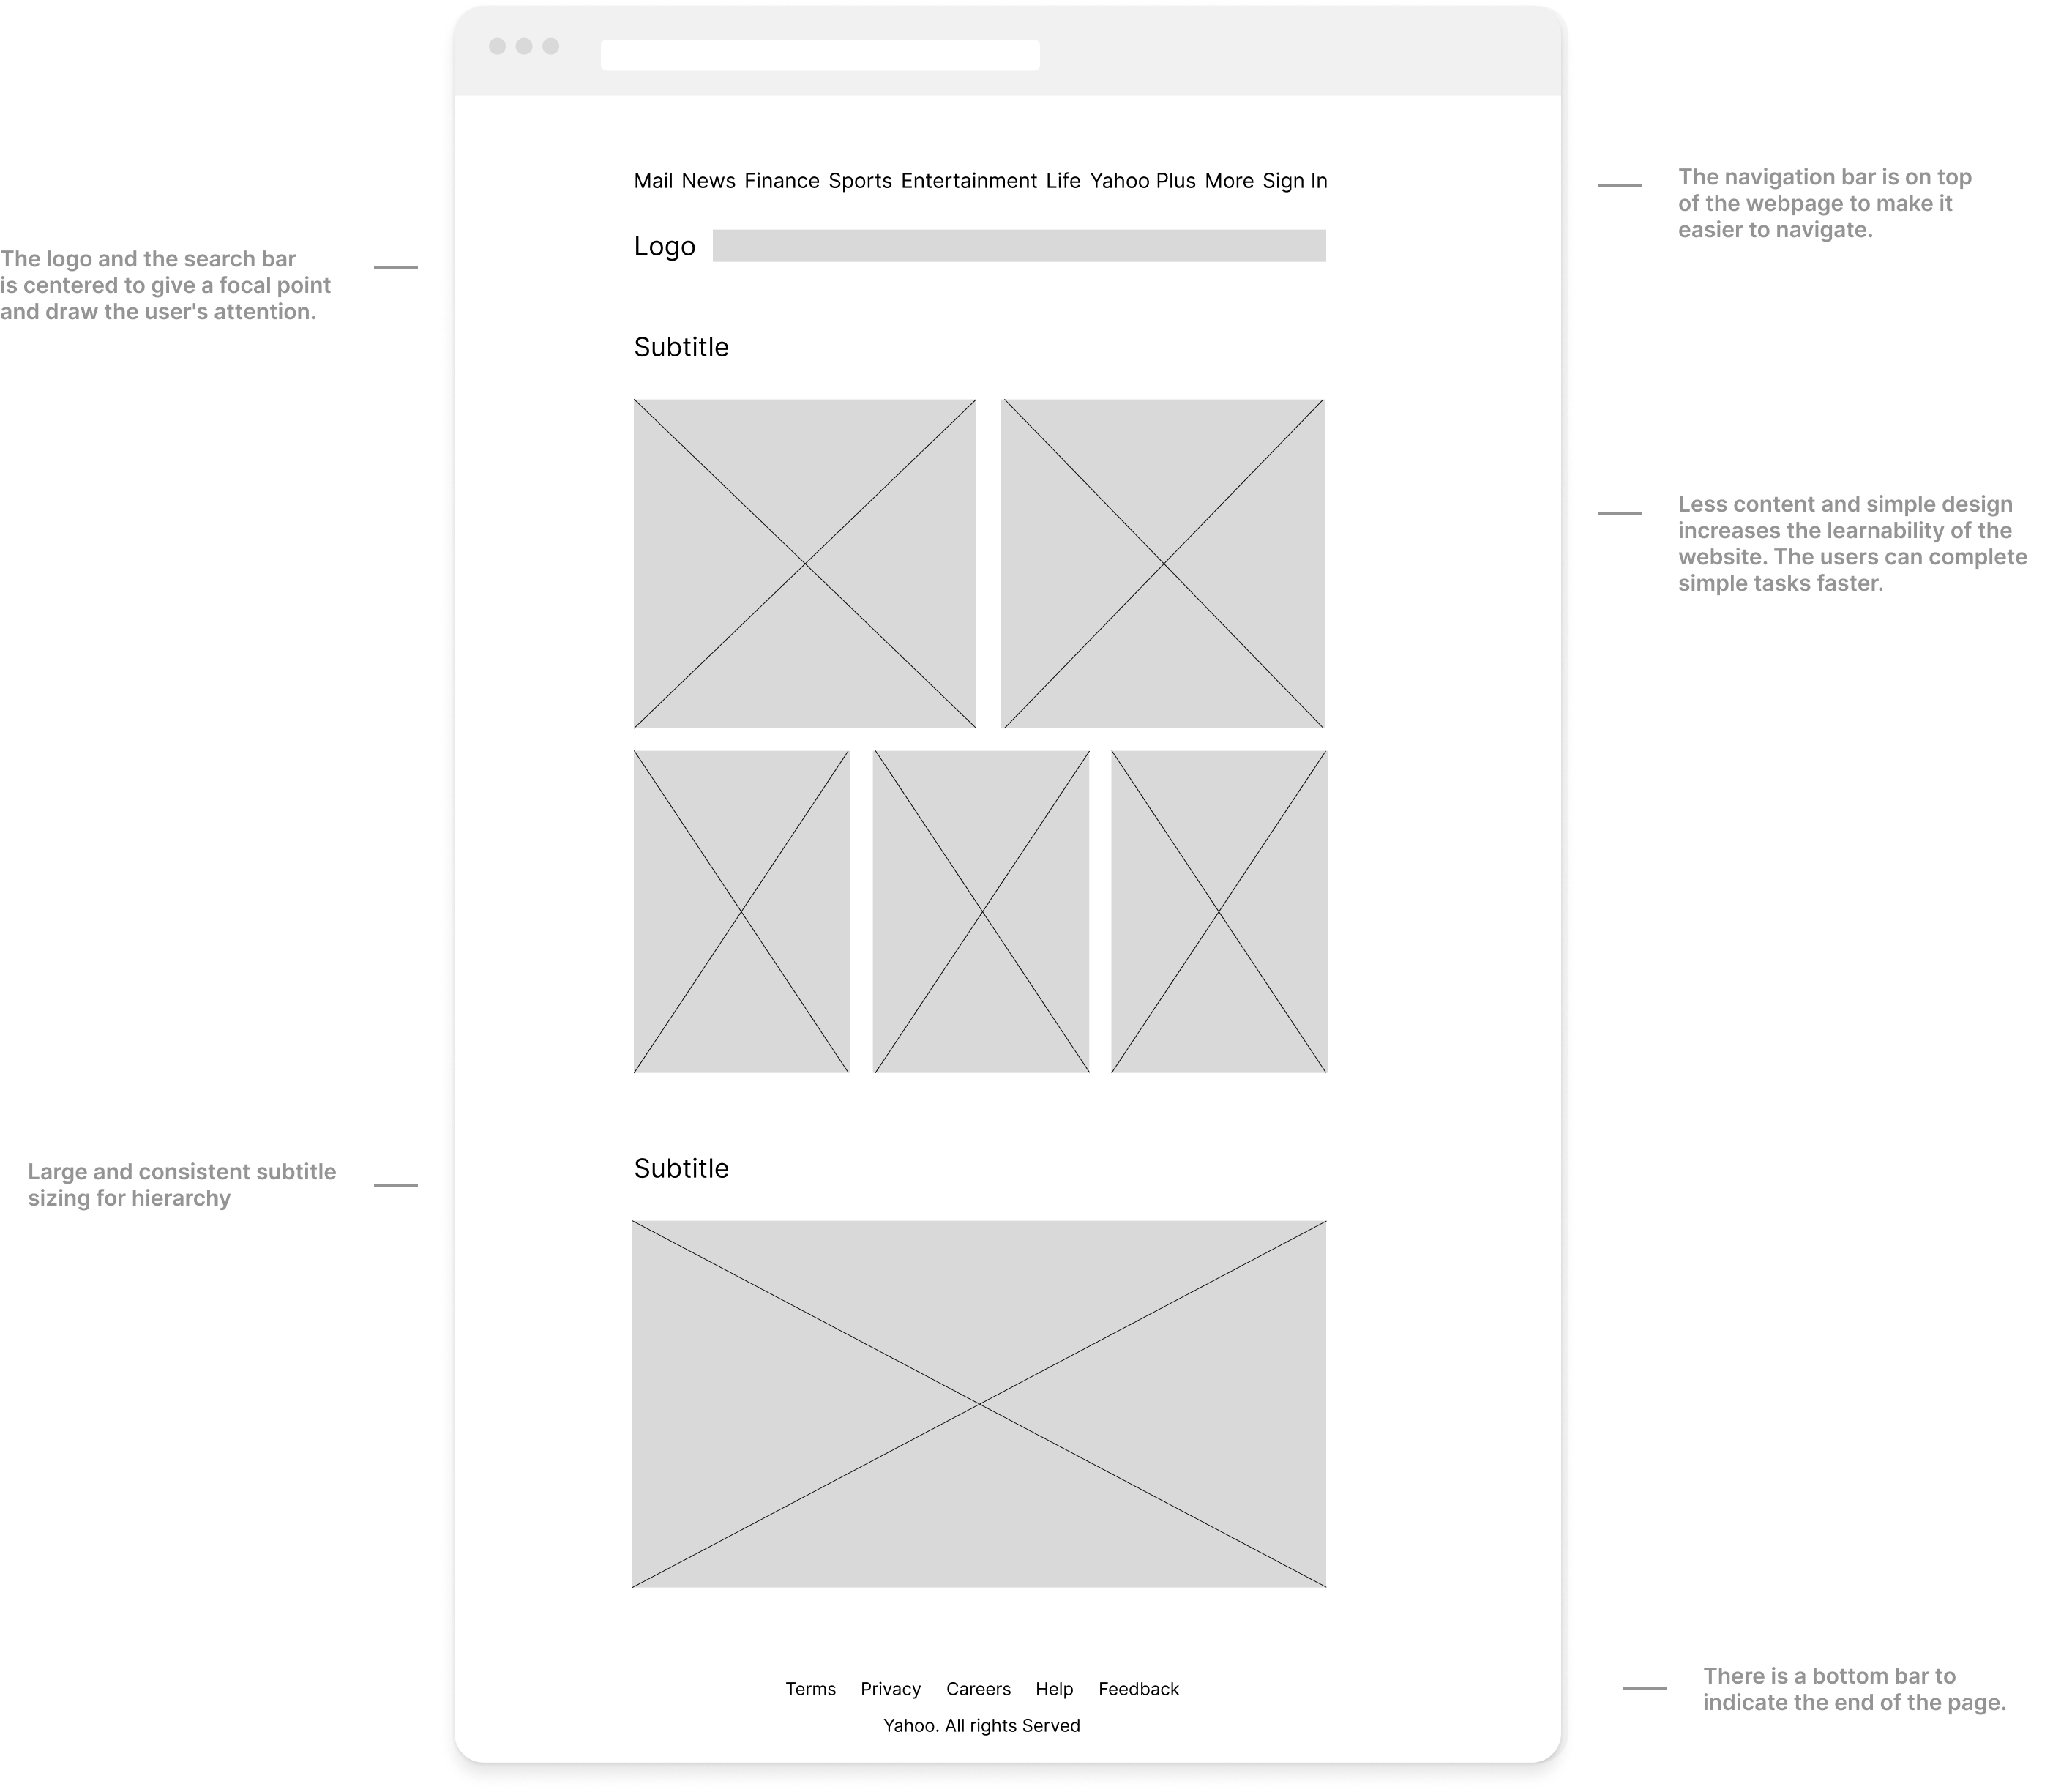 Mail News Finance Sports Entertainment Life Yahoo Plus More Sign In
The navigation bar is on top
of the webpage to make it
easier to navigate.
Logo
The logo and the search bar
is centered to give a focal point
and draw the user's attention.
Subtitle
Less content and simple design
increases the learnability of the
website. The users can complete
simple tasks faster.
Subtitle
Large and consistent subtitle
sizing for hierarchy
Terms Privacy Careers Help Feedback
Yahoo. All rights Served
There is a bottom bar to
indicate the end of the page.